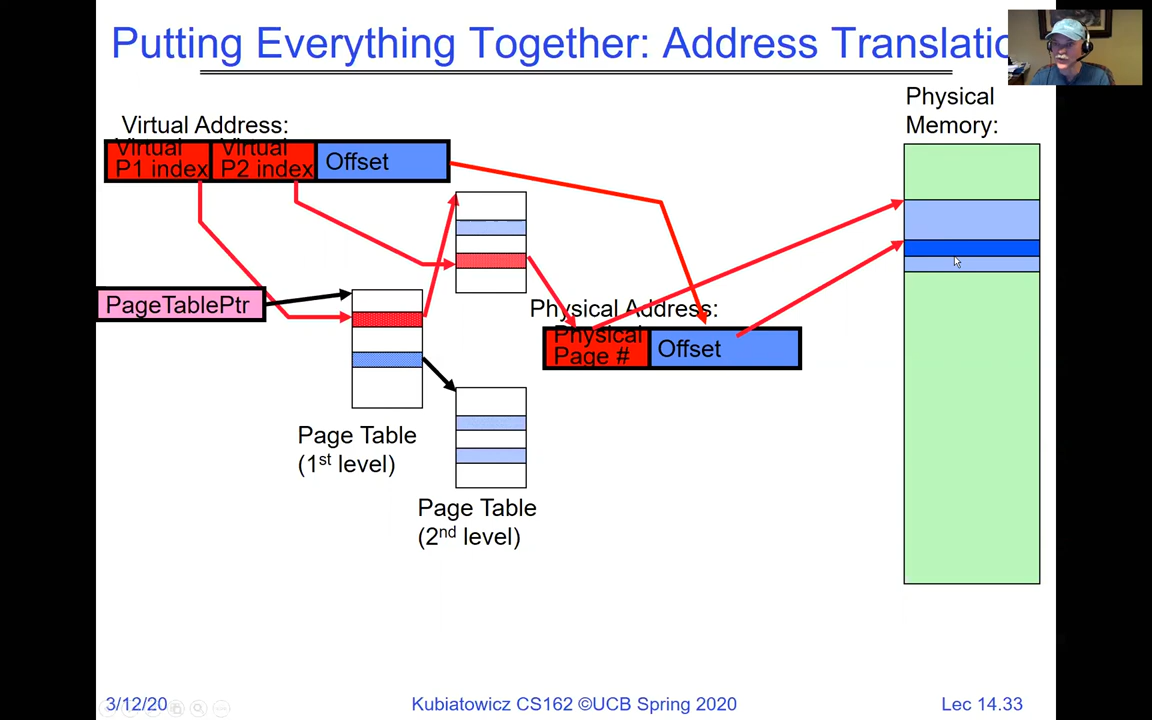 Putting Everything Together: Address Translatio
Physical
Memory:
Virtual Address:
Virtual
P1 index
Virtual
P2 index
Offset
PageTablePtr
Physical Address:
Physical
Page #
Offset
Page Table
(1st level)
Page Table
(2nd level)
3/12/20
Kubiatowicz CS162 ©UCB Spring 2020
Lec 14.33